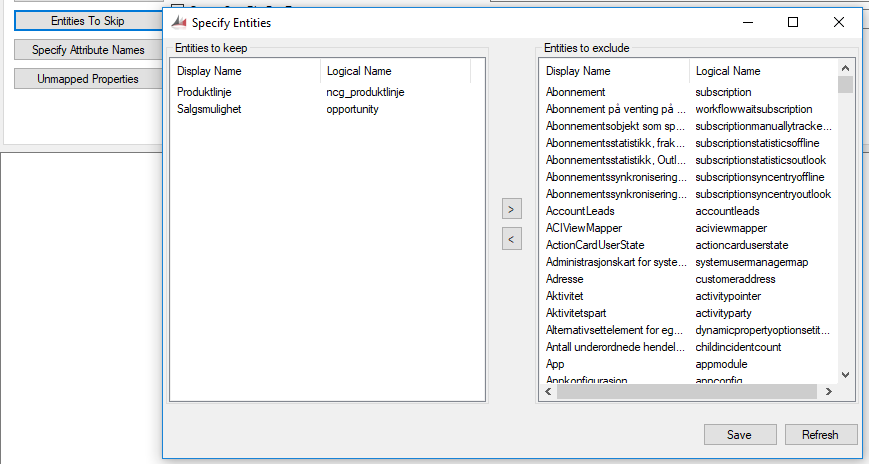 Entities To Skip
Specify Attribute Names
Unmapped Properties
Specify Entities
Entities to keep
Display Name Logical Name
Produktlinje ncg_produktlinje
Salgsmulighet opportunity
>
<
Entities to exclude
Display Name Logical Name
Abonnement subscription
Abonnement på venting på ... workflowwaitsubscription
Abonnementsobjekt som sp... subscriptionmanuallytracke...
Abonnementsstatistikk, frak... subscriptionstatisticsoffline
Abonnementsstatistikk, Outl... subscriptionstatisticsoutlook
Abonnementssynkronisering... subscriptionsyncentryoffline
Abonnementssynkronisering... subscriptionsyncentryoutlook
AccountLeads accountleads
ACIViewMapper aciviewmapper
ActionCardUserState actioncarduserstate
Administrasjonskart for syste... systemusermanagermap
Adresse customeraddress
Aktivitet activitypointer
Aktivitetspart activityparty
Alternativsettelement for eg... dynamicpropertyoptionsetit...
Antall underordnede hendel... childincidentcount
App appmodule
Appkonfigurasjon appconfig
Save Refresh